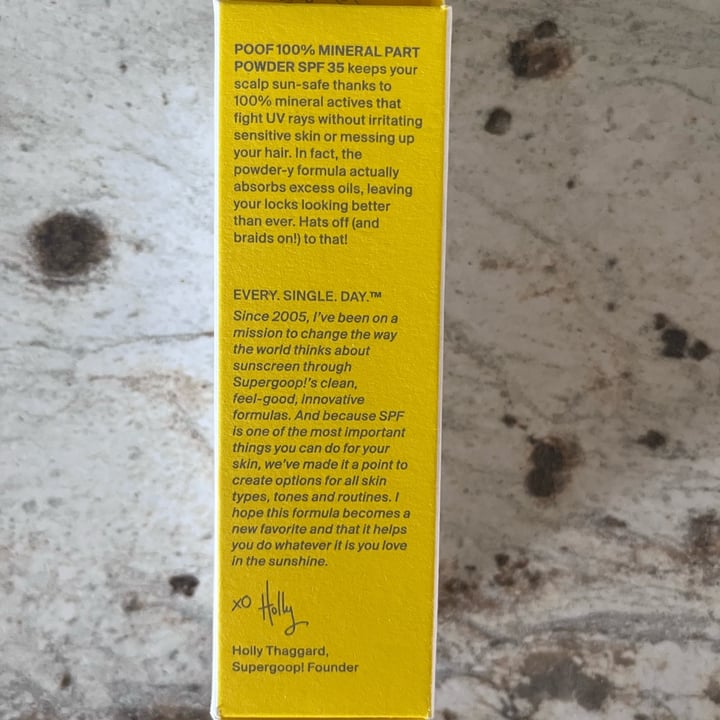 POOF 100% MINERAL PART
POWDER SPF 35 keeps your
scalp sun-safe thanks to
100% mineral actives that
fight UV rays without irritating
sensitive skin or messing up
your hair. In fact, the
powder-y formula actually
absorbs excess oils, leaving
your locks looking better
than ever. Hats off (and
braids on!) to that!
EVERY. SINGLE. DAY.™
Since 2005, I've been on a
mission to change the way
the world thinks about
sunscreen through
Supergoop!'s clean,
feel-good, innovative
formulas. And because SPF
is one of the most important
things you can do for your
skin, we've made it a point to
create options for all skin
types, tones and routines. I
hope this formula becomes a
new favorite and that it helps
you do whatever it is you love
in the sunshine.
xo Holly
Holly Thaggard,
Supergoop! Founder